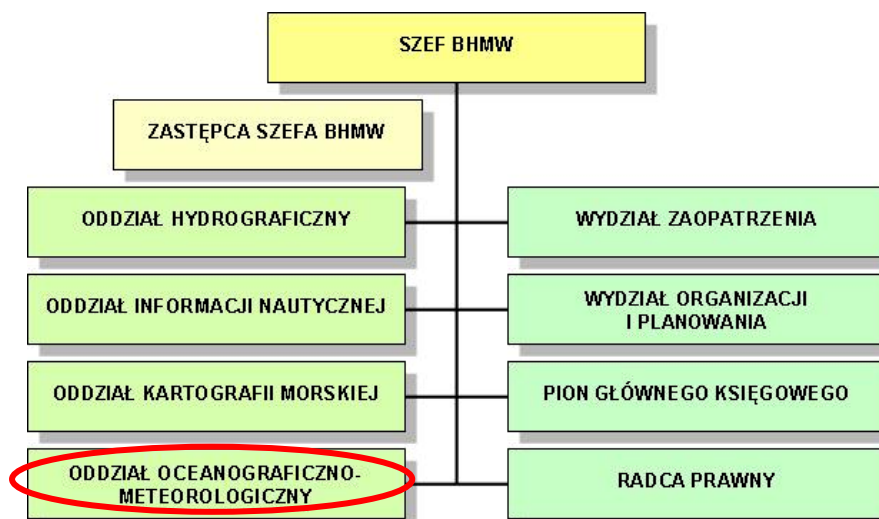 SZEF BHMW
ZASTĘPCA SZEFA BHMW
ODDZIAŁ HYDROGRAFICZNY
WYDZIAŁ ZAOPATRZENIA
ODDZIAŁ INFORMACJI NAUTYCZNEJ
WYDZIAŁ ORGANIZACJI
I PLANOWANIA
ODDZIAŁ KARTOGRAFII MORSKIEJ
PION GŁÓWNEGO KSIĘGOWEGO
ODDZIAŁ OCEANOGRAFICZNO-
METEOROLOGICZNY
RADCA PRAWNY